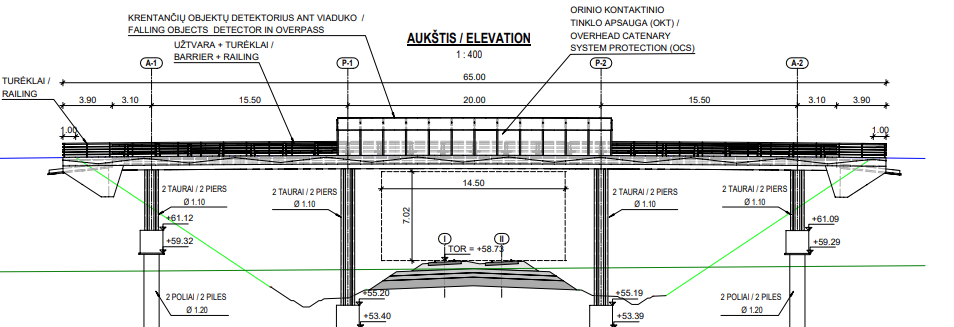 KRENTANČIŲ OBJEKTŲ DETEKTORIUS ANT VIADUKO /
FALLING OBJECTS DETECTOR IN OVERPASS
UŽTVARA + TURĖKLAI /
BARRIER + RAILING
AUKŠTIS / ELEVATION
1 : 400
ORINIO KONTAKTINIO
TINKLO APSAUGA (OKT) /
OVERHEAD CATENARY
SYSTEM PROTECTION (OCS)
TURĖKLAI /
RAILING
A-1
P-1
P-2
A-2
65.00
3.90
3.10
15.50
20.00
15.50
3.10
3.90
1.00
1.00
2 TAURAI / 2 PIERS
Ø 1.10
2 TAURAI / 2 PIERS
Ø 1.10
14.50
2 TAURAI / 2 PIERS
Ø 1.10
2 TAURAI / 2 PIERS
Ø 1.10
7.02
+61.12
+59.32
I
II
TOR = +58.73
+61.09
+59.29
2 POLIAI / 2 PILES
Ø 1.20
+55.20
+53.40
+55.19
+53.39
2 POLIAI / 2 PILES
Ø 1.20